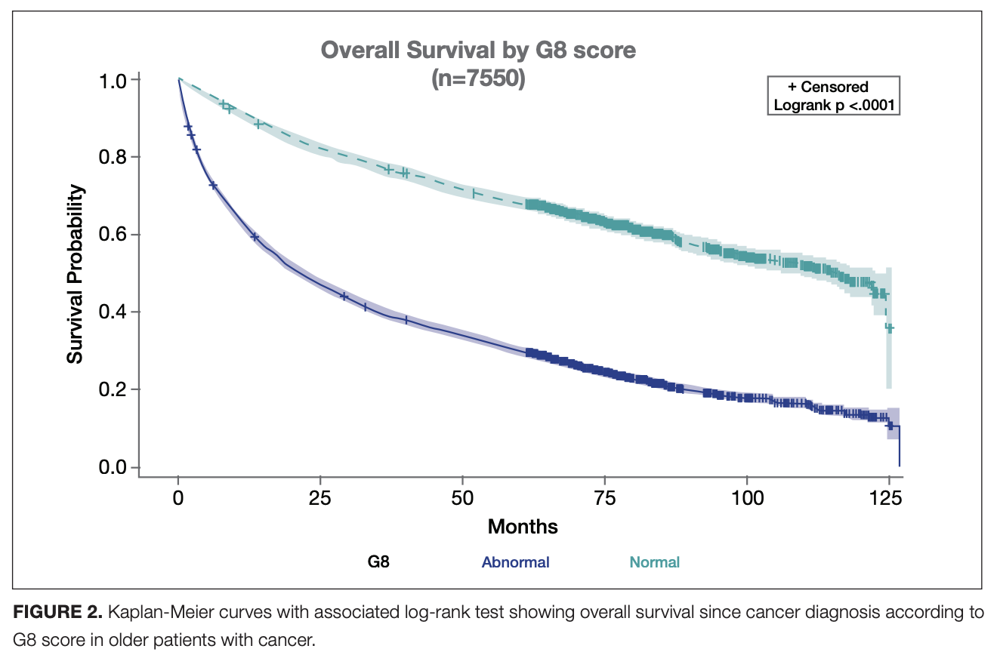 Overall Survival by G8 score
(n=7550)
+ Censored
Logrank p <.0001
Survival Probability
1.0
0.8
0.6
0.4
0.2
0.0
0 25 50 75 100 125
Months
G8 Abnormal Normal
FIGURE 2. Kaplan-Meier curves with associated log-rank test showing overall survival since cancer diagnosis according to
G8 score in older patients with cancer.